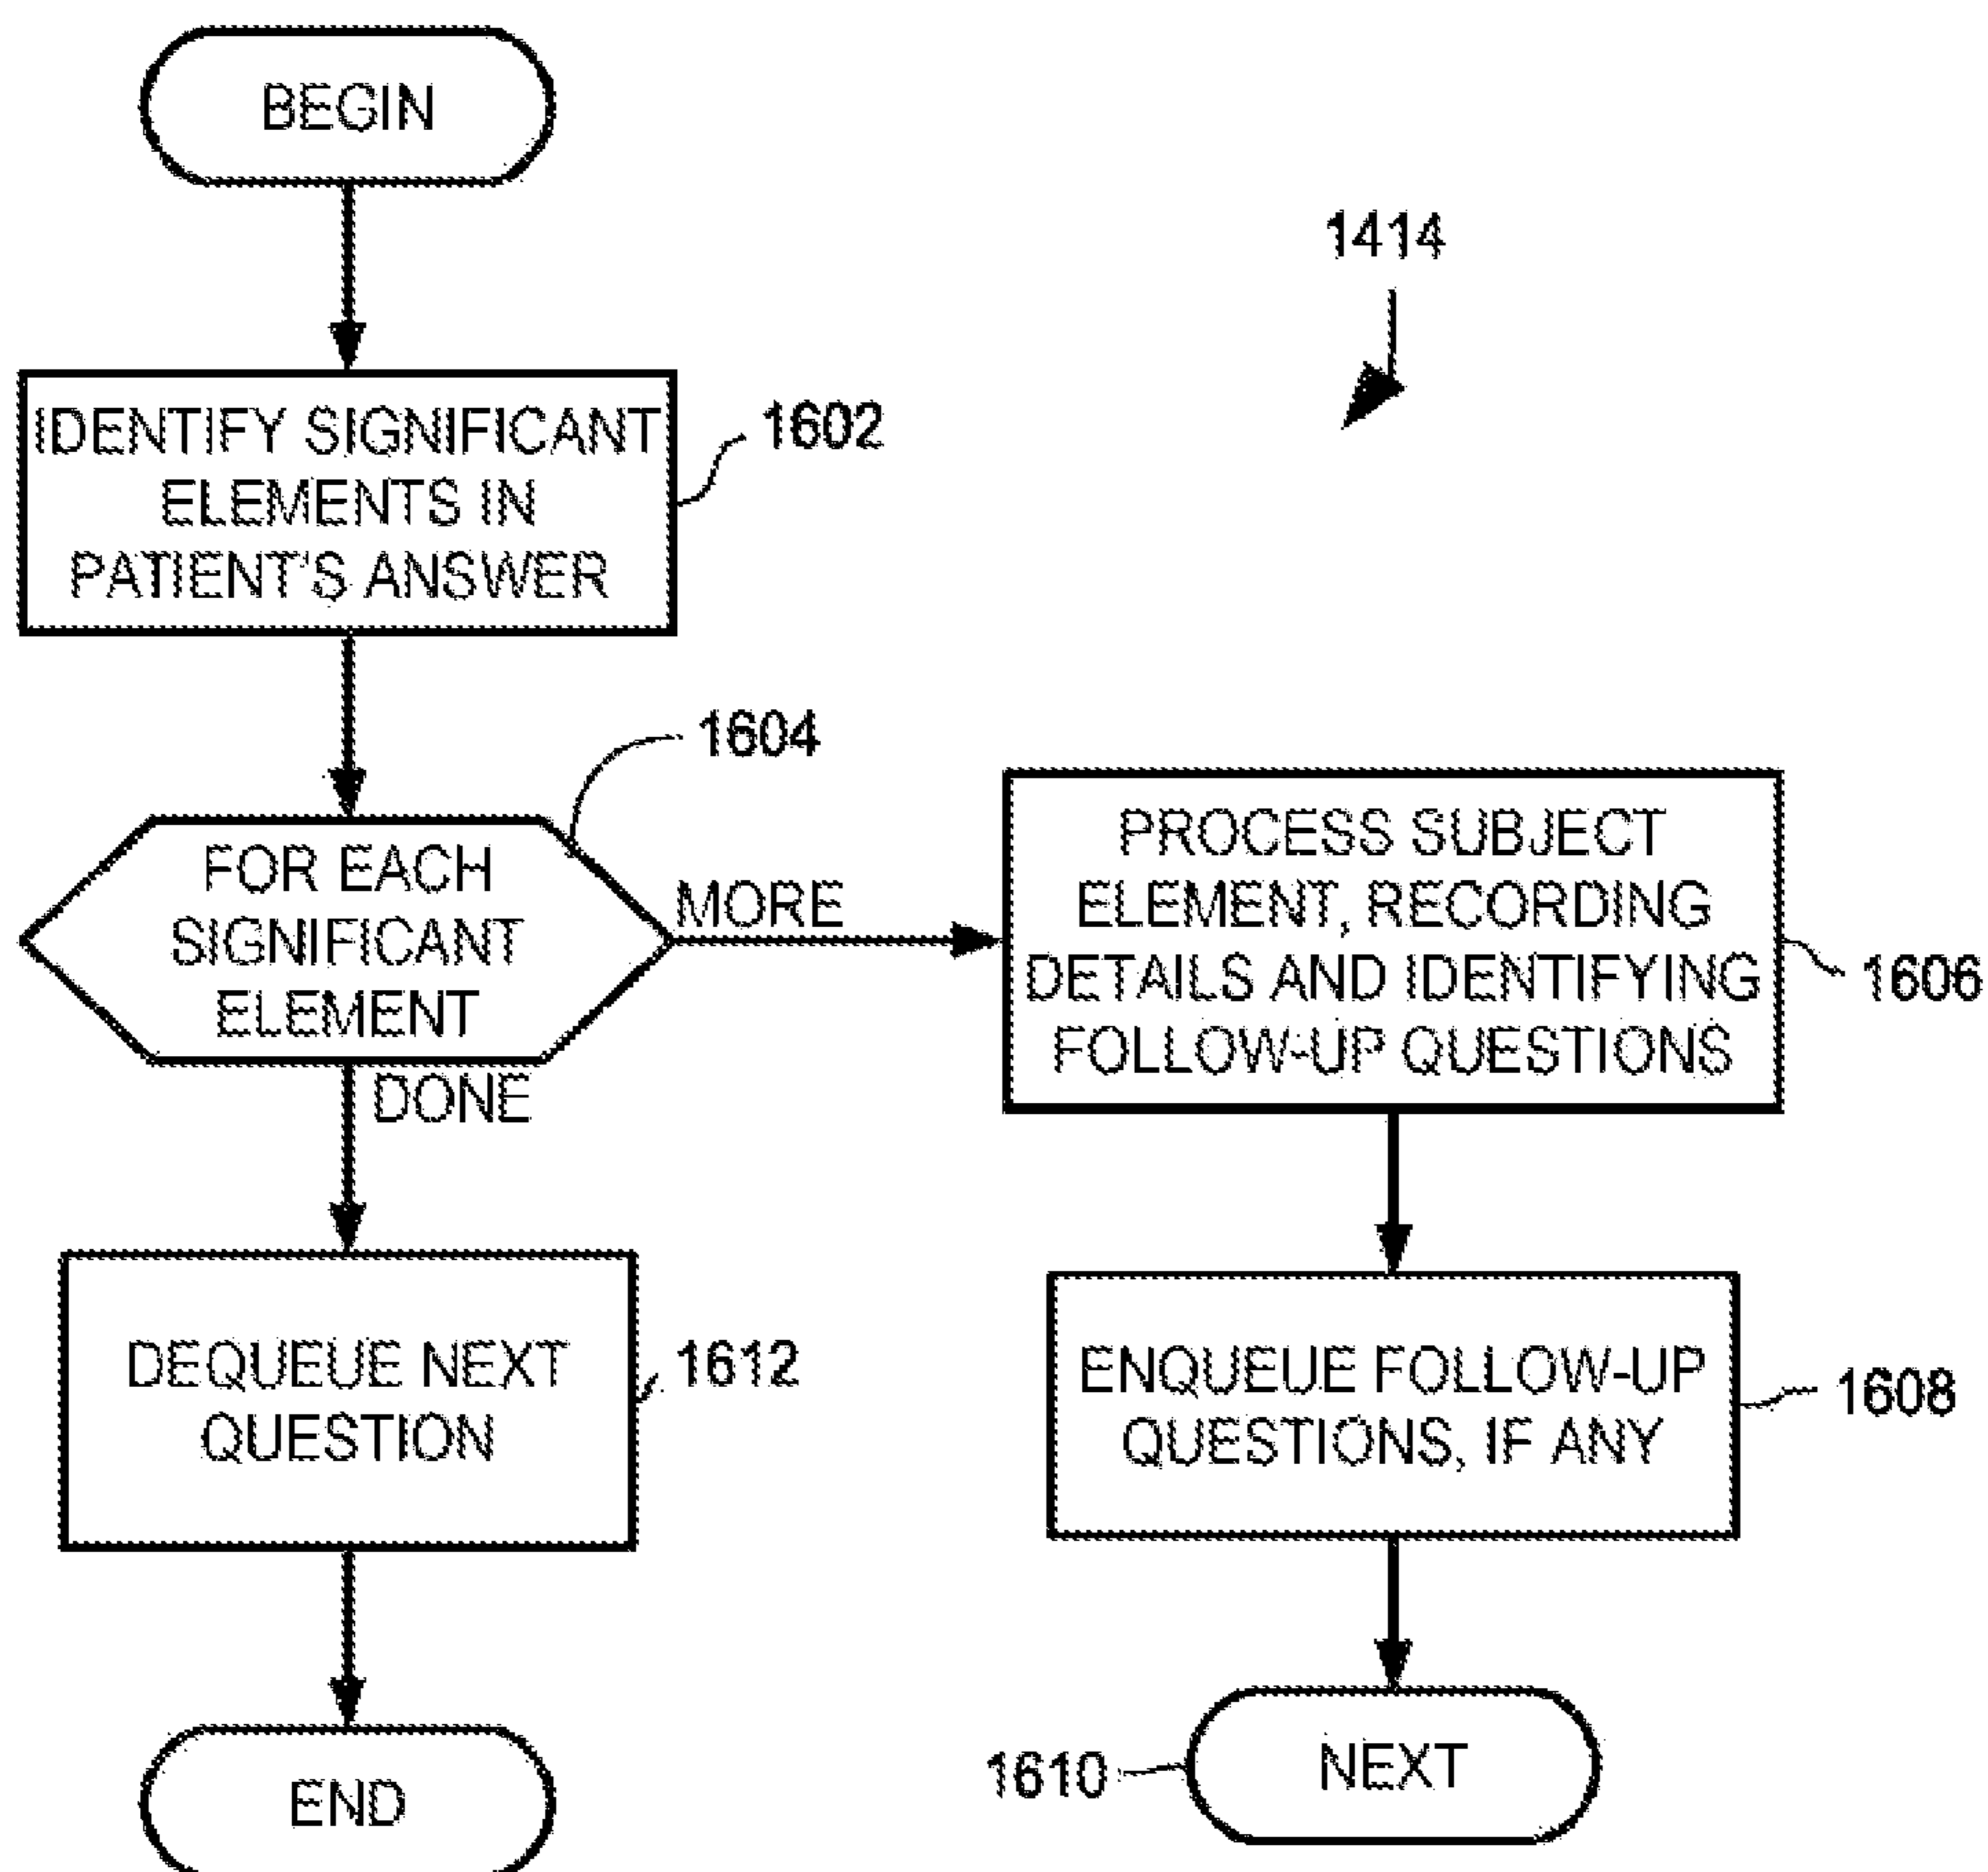 BEGIN
1414
IDENTIFY SIGNIFICANT
ELEMENTS IN
PATIENT'S ANSWER
1602
1604
FOR EACH
SIGNIFICANT
ELEMENT
MORE
DONE
PROCESS SUBJECT
ELEMENT, RECORDING
DETAILS AND IDENTIFYING
FOLLOW-UP QUESTIONS
1606
DEQUEUE NEXT
QUESTION
1612
ENQUEUE FOLLOW-UP
QUESTIONS, IF ANY
1608
END
1610
NEXT